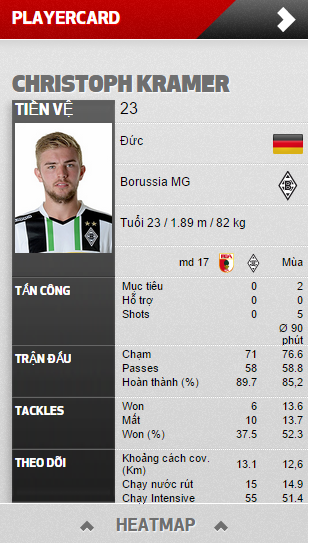 PLAYERCARD
CHRISTOPH KRAMER
TIỀN VỆ 23
Đức
Borussia MG
Tuổi 23 / 1.89 m / 82 kg
md 17 Mùa
TẤN CÔNG
Mục tiêu 0 2
Hỗ trợ 0 0
Shots 0 5
Ø 90 phút
TRẬN ĐẤU
Chạm 71 76.6
Passes 58 58.8
Hoàn thành (%) 89.7 85,2
TACKLES
Won 6 13.6
Mất 10 13.7
Won (%) 37.5 52.3
THEO DÕI
Khoảng cách cov. (Km) 13.1 12,6
Chạy nước rút 15 14.9
Chạy Intensive 55 51.4
HEATMAP